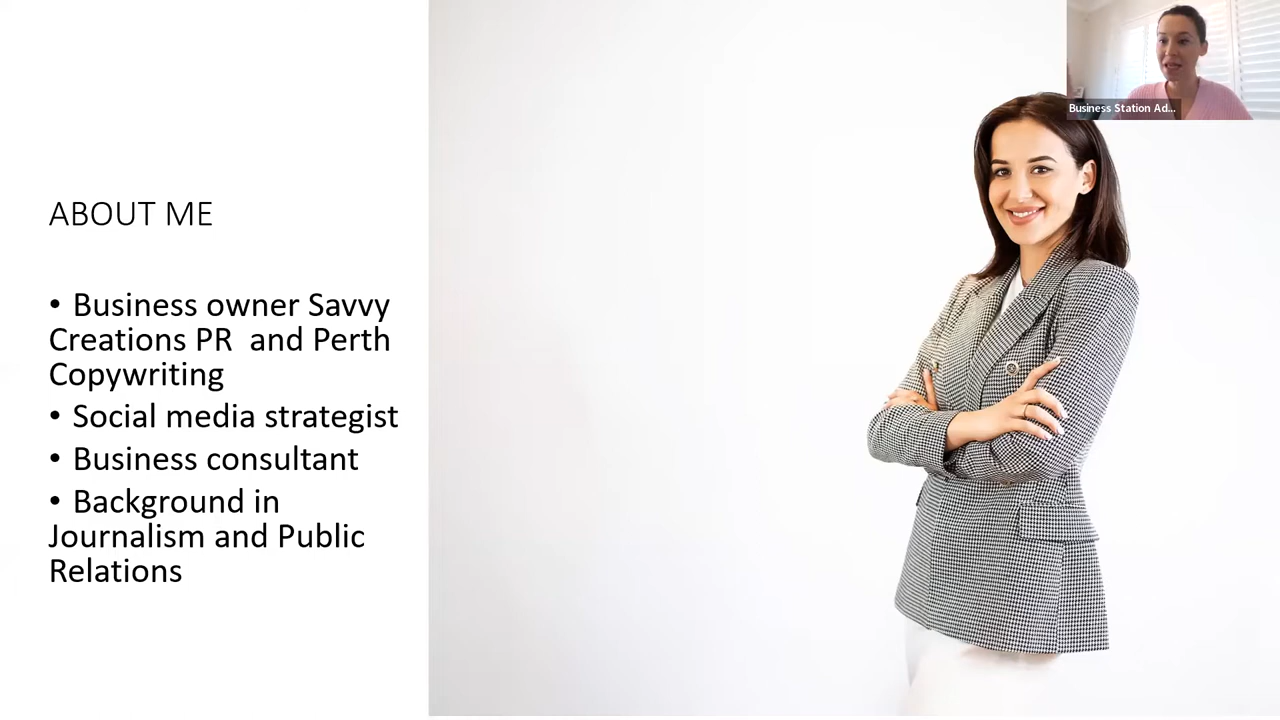 Business Station Ad...
ABOUT ME
• Business owner Savvy
Creations PR  and Perth
Copywriting
• Social media strategist
• Business consultant
• Background in
Journalism and Public
Relations